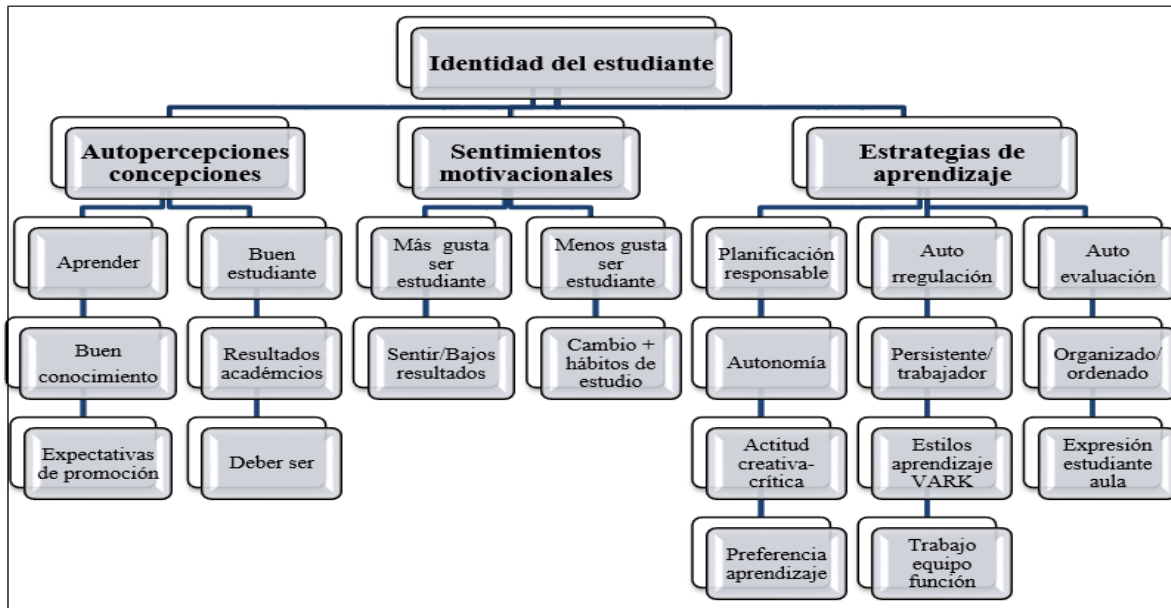 Identidad del estudiante
Autopercepciones
concepciones
Sentimientos
motivacionales
Estrategias de
aprendizaje
Aprender
Buen
estudiante
Más gusta
ser
estudiante
Menos gusta
ser
estudiante
Planificación
responsable
Auto
rregulación
Auto
evaluación
Buen
conocimiento
Resultados
académcios
Sentir/Bajos
resultados
Cambio +
hábitos de
estudio
Autonomía
Persistente/
trabajador
Organizado/
ordenado
Expectativas
de promoción
Deber ser
Actitud
creativa-
crítica
Estilos
aprendizaje
VARK
Expresión
estudiante
aula
Preferencia
aprendizaje
Trabajo
equipo
función